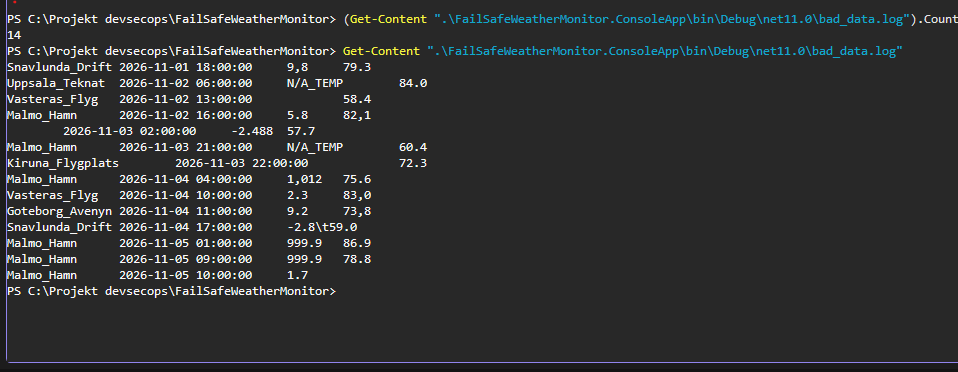 PS C:\Projekt devsecops\FailSafeWeatherMonitor> (Get-Content ".\FailSafeWeatherMonitor.ConsoleApp\bin\Debug\net11.0\bad_data.log").Count
14
PS C:\Projekt devsecops\FailSafeWeatherMonitor> Get-Content ".\FailSafeWeatherMonitor.ConsoleApp\bin\Debug\net11.0\bad_data.log"
Snavlunda_Drift 2026-11-01 18:00:00     9,8     79.3
Uppsala_Teknat  2026-11-02 06:00:00     N/A_TEMP        84.0
Vasteras_Flyg   2026-11-02 13:00:00             58.4
Malmo_Hamn      2026-11-02 16:00:00     5.8     82,1
        2026-11-03 02:00:00     -2.488  57.7
Malmo_Hamn      2026-11-03 21:00:00     N/A_TEMP        60.4
Kiruna_Flygplats        2026-11-03 22:00:00             72.3
Malmo_Hamn      2026-11-04 04:00:00     1,012   75.6
Vasteras_Flyg   2026-11-04 10:00:00     2.3     83,0
Goteborg_Avenyn 2026-11-04 11:00:00     9.2     73,8
Snavlunda_Drift 2026-11-04 17:00:00     -2.8\t59.0
Malmo_Hamn      2026-11-05 01:00:00     999.9   86.9
Malmo_Hamn      2026-11-05 09:00:00     999.9   78.8
Malmo_Hamn      2026-11-05 10:00:00     1.7
PS C:\Projekt devsecops\FailSafeWeatherMonitor>